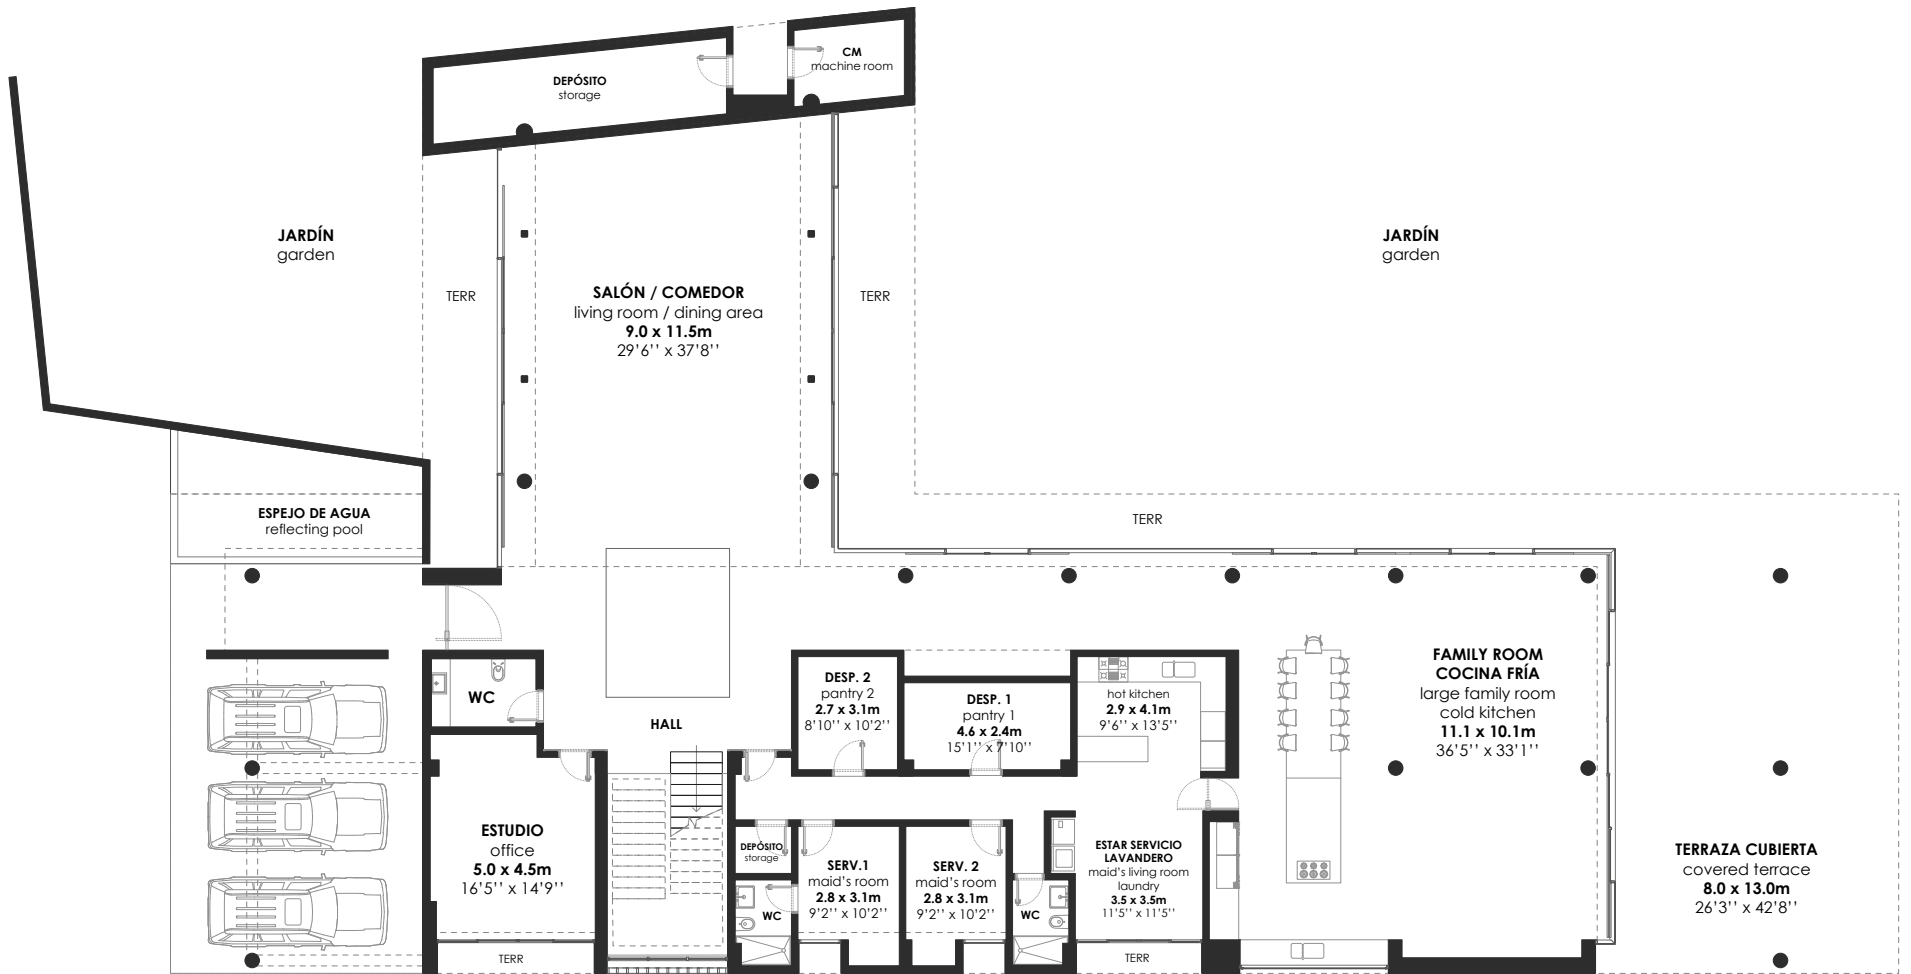 CM
machine room
DEPÓSITO
storage
JARDÍN
garden
JARDÍN
garden
TERR
SALÓN / COMEDOR
living room / dining area
9.0 x 11.5m
29'6'' x 37'8''
TERR
ESPEJO DE AGUA
reflecting pool
TERR
WC
HALL
DESP. 2
pantry 2
2.7 x 3.1m
8'10'' x 10'2''
DESP. 1
pantry 1
4.6 x 2.4m
15'1'' x 7'10''
hot kitchen
2.9 x 4.1m
9'6'' x 13'5''
FAMILY ROOM
COCINA FRÍA
large family room
cold kitchen
11.1 x 10.1m
36'5'' x 33'1''
ESTUDIO
office
5.0 x 4.5m
16'5'' x 14'9''
DEPÓSITO
storage
SERV.1
maid's room
2.8 x 3.1m
9'2'' x 10'2''
SERV. 2
maid's room
2.8 x 3.1m
9'2'' x 10'2''
ESTAR SERVICIO
LAVANDERO
maid's living room
laundry
3.5 x 3.5m
11'5'' x 11'5''
TERRAZA CUBIERTA
covered terrace
8.0 x 13.0m
26'3'' x 42'8''
WC
WC
TERR
TERR